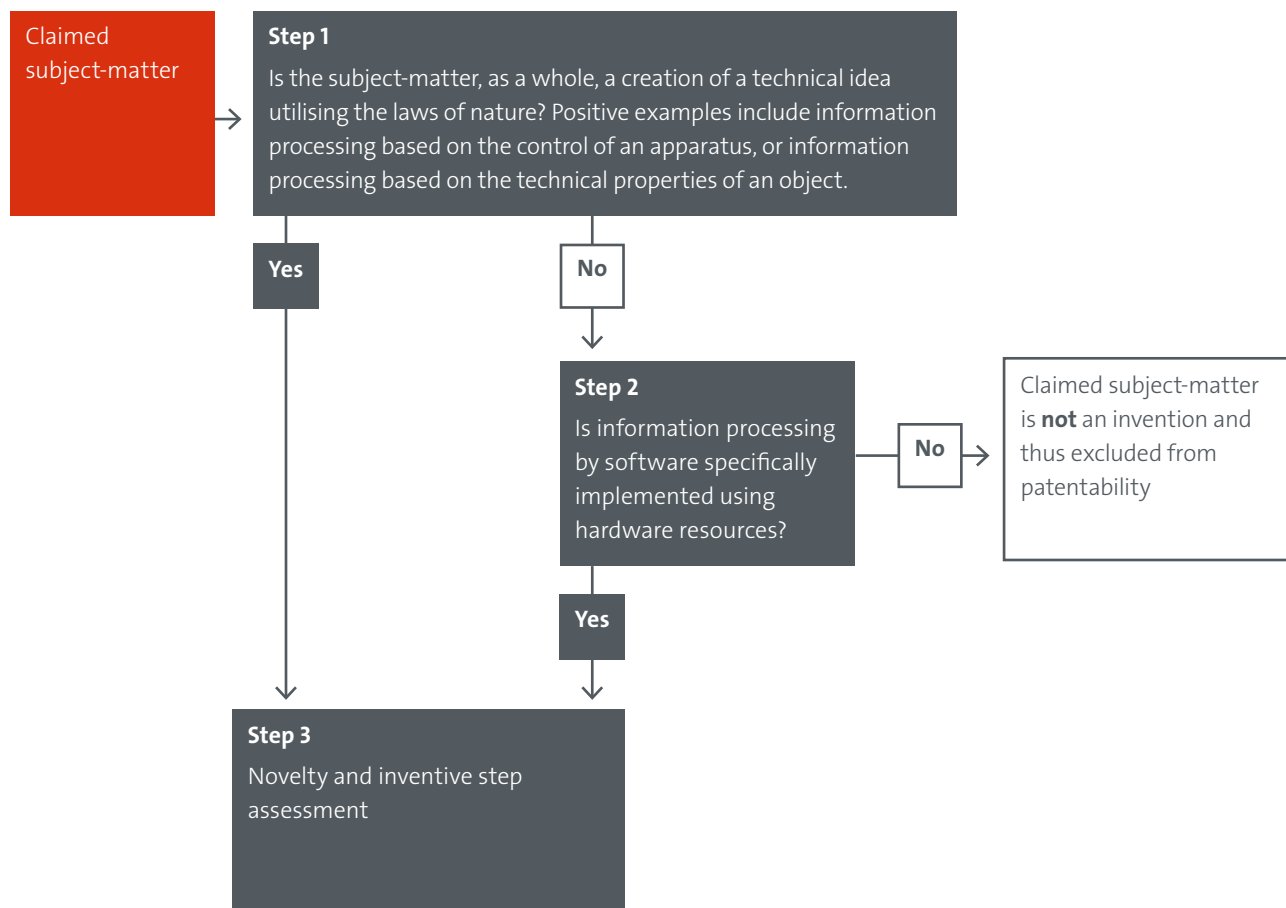 Claimed
subject-matter
Step 1
Is the subject-matter, as a whole, a creation of a technical idea
utilising the laws of nature? Positive examples include information
processing based on the control of an apparatus, or information
processing based on the technical properties of an object.
Yes
No
Step 2
Is information processing
by software specifically
implemented using
hardware resources?
No
Claimed subject-matter
is not an invention and
thus excluded from
patentability
Yes
Step 3
Novelty and inventive step
assessment